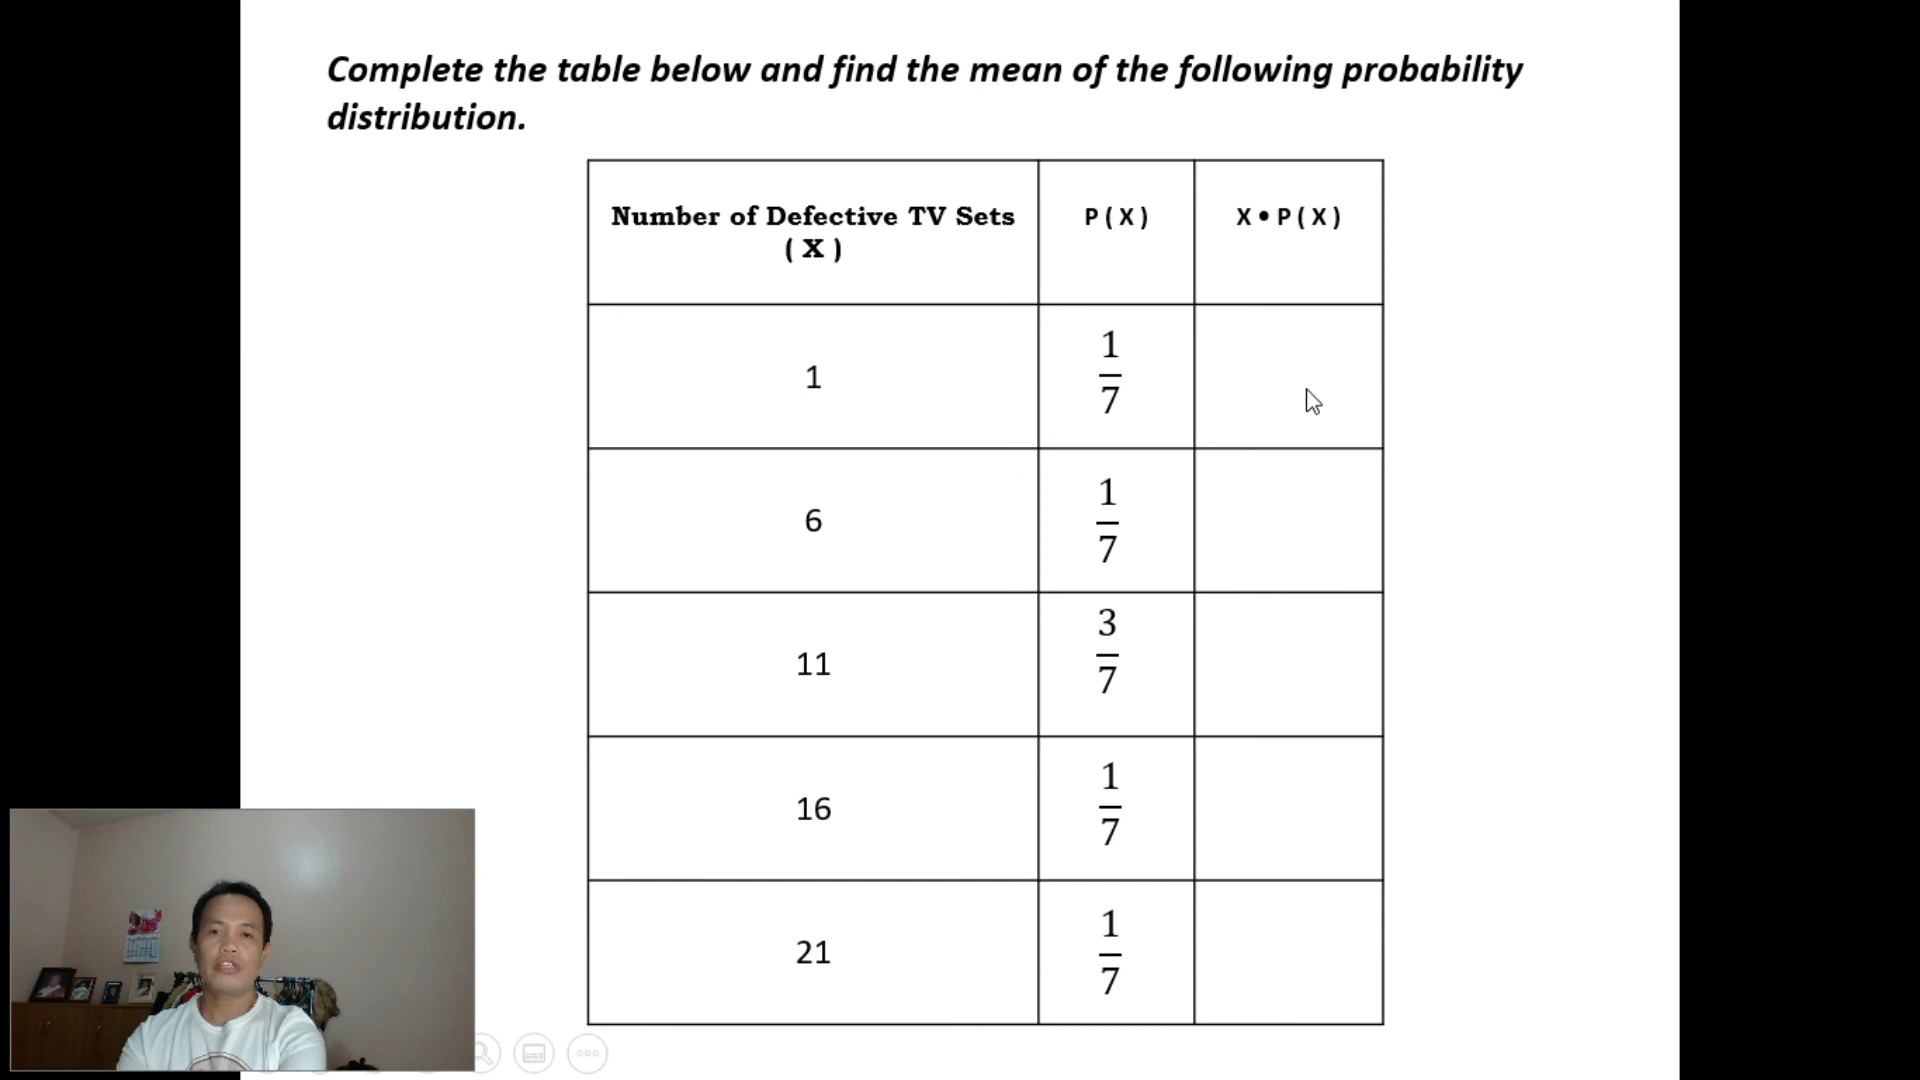 Complete the table below and find the mean of the following probability
distribution.
Number of Defective TV Sets
( X )
P ( X )
X • P ( X )
1
1
7
6
1
7
11
3
7
16
1
7
21
1
7